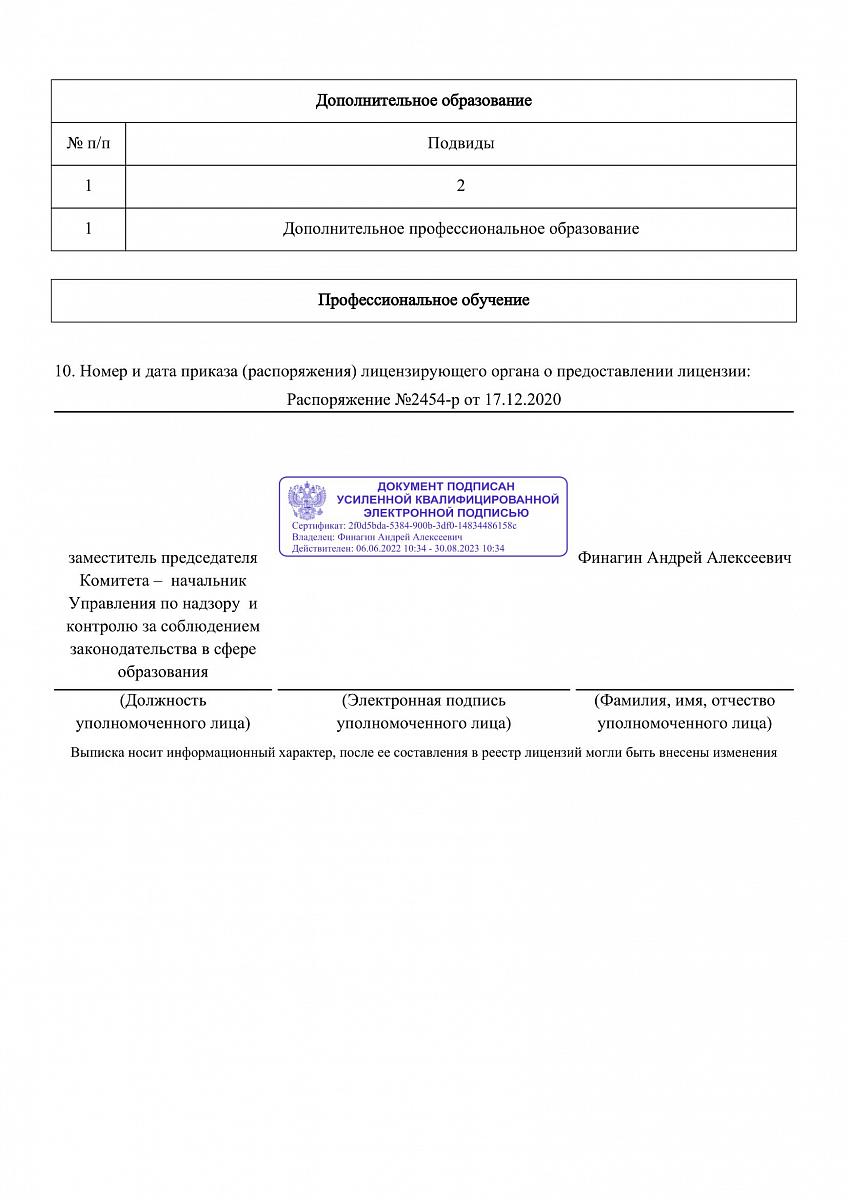 Дополнительное образование
№ п/п
Подвиды
1
2
1
Дополнительное профессиональное образование
Профессиональное обучение
10. Номер и дата приказа (распоряжения) лицензирующего органа о предоставлении лицензии:
Распоряжение №2454-р от 17.12.2020
ДОКУМЕНТ ПОДПИСАН
УСИЛЕННОЙ КВАЛИФИЦИРОВАННОЙ
ЭЛЕКТРОННОЙ ПОДПИСЬЮ
Сертификат: 2f0d5bda-5384-900b-3df0-14834486158c
Владелец: Финагин Андрей Алексеевич
Действителен: 06.06.2022 10:34 - 30.08.2023 10:34
заместитель председателя
Комитета – начальник
Управления по надзору и
контролю за соблюдением
законодательства в сфере
образования
Финагин Андрей Алексеевич
(Должность
уполномоченного лица)
(Электронная подпись
уполномоченного лица)
(Фамилия, имя, отчество
уполномоченного лица)
Выписка носит информационный характер, после ее составления в реестр лицензий могли быть внесены изменения